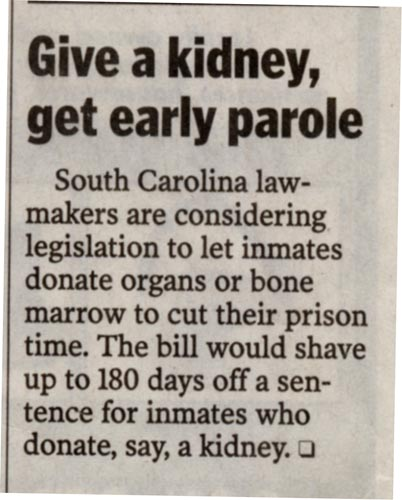 Give a kidney,
get early parole
South Carolina law-
makers are considering
legislation to let inmates
donate organs or bone
marrow to cut their prison
time. The bill would shave
up to 180 days off a sen-
tence for inmates who
donate, say, a kidney. ❑